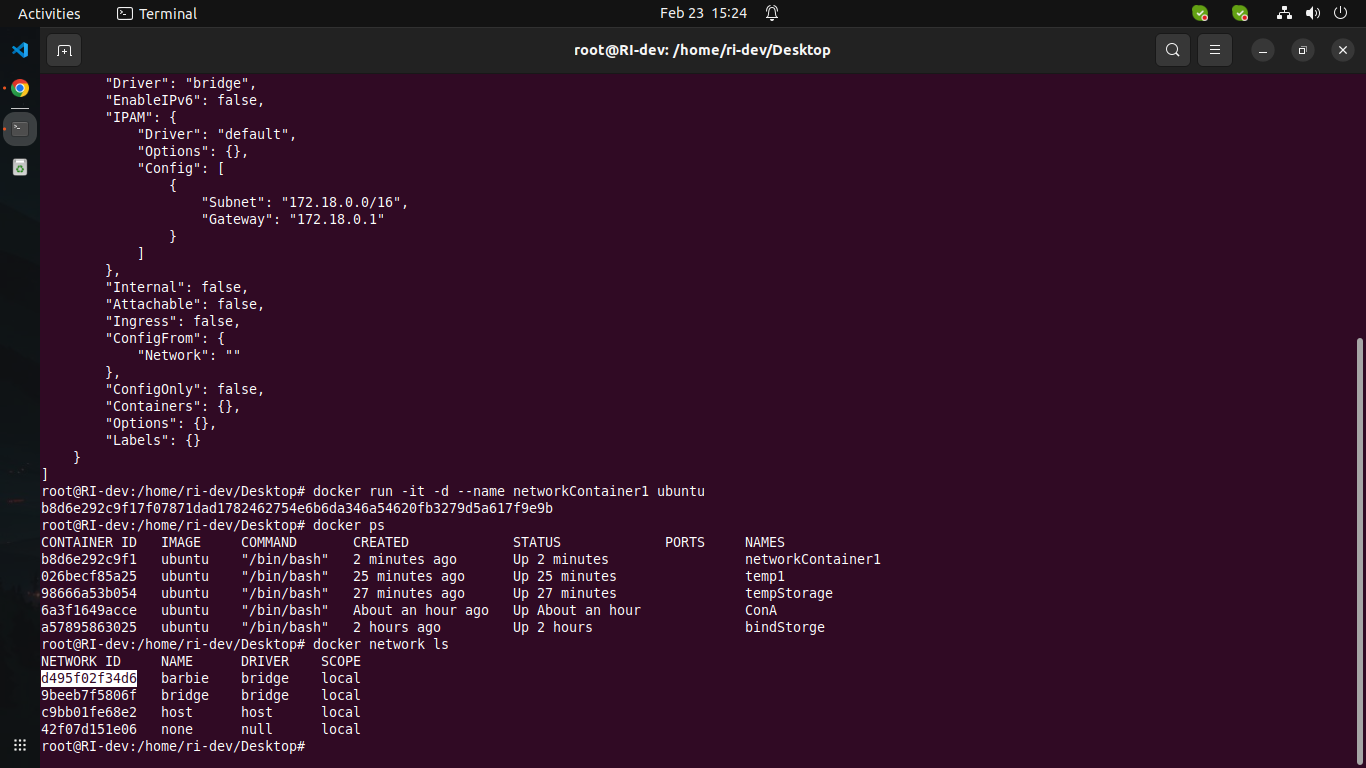 Activities Terminal Feb 23 15:24
root@RI-dev: /home/ri-dev/Desktop
        "Driver": "bridge",
        "EnableIPv6": false,
        "IPAM": {
            "Driver": "default",
            "Options": {},
            "Config": [
                {
                    "Subnet": "172.18.0.0/16",
                    "Gateway": "172.18.0.1"
                }
            ]
        },
        "Internal": false,
        "Attachable": false,
        "Ingress": false,
        "ConfigFrom": {
            "Network": ""
        },
        "ConfigOnly": false,
        "Containers": {},
        "Options": {},
        "Labels": {}
    }
]
root@RI-dev:/home/ri-dev/Desktop# docker run -it -d --name networkContainer1 ubuntu
b8d6e292c9f17f07871dad1782462754e6b6da346a54620fb3279d5a617f9e9b
root@RI-dev:/home/ri-dev/Desktop# docker ps
CONTAINER ID   IMAGE     COMMAND       CREATED             STATUS             PORTS     NAMES
b8d6e292c9f1   ubuntu    "/bin/bash"   2 minutes ago       Up 2 minutes                 networkContainer1
026becf85a25   ubuntu    "/bin/bash"   25 minutes ago      Up 25 minutes                temp1
98666a53b054   ubuntu    "/bin/bash"   27 minutes ago      Up 27 minutes                tempStorage
6a3f1649acce   ubuntu    "/bin/bash"   About an hour ago   Up About an hour             ConA
a57895863025   ubuntu    "/bin/bash"   2 hours ago         Up 2 hours                   bindStorge
root@RI-dev:/home/ri-dev/Desktop# docker network ls
NETWORK ID     NAME      DRIVER    SCOPE
d495f02f34d6   barbie    bridge    local
9beeb7f5806f   bridge    bridge    local
c9bb01fe68e2   host      host      local
42f07d151e06   none      null      local
root@RI-dev:/home/ri-dev/Desktop#